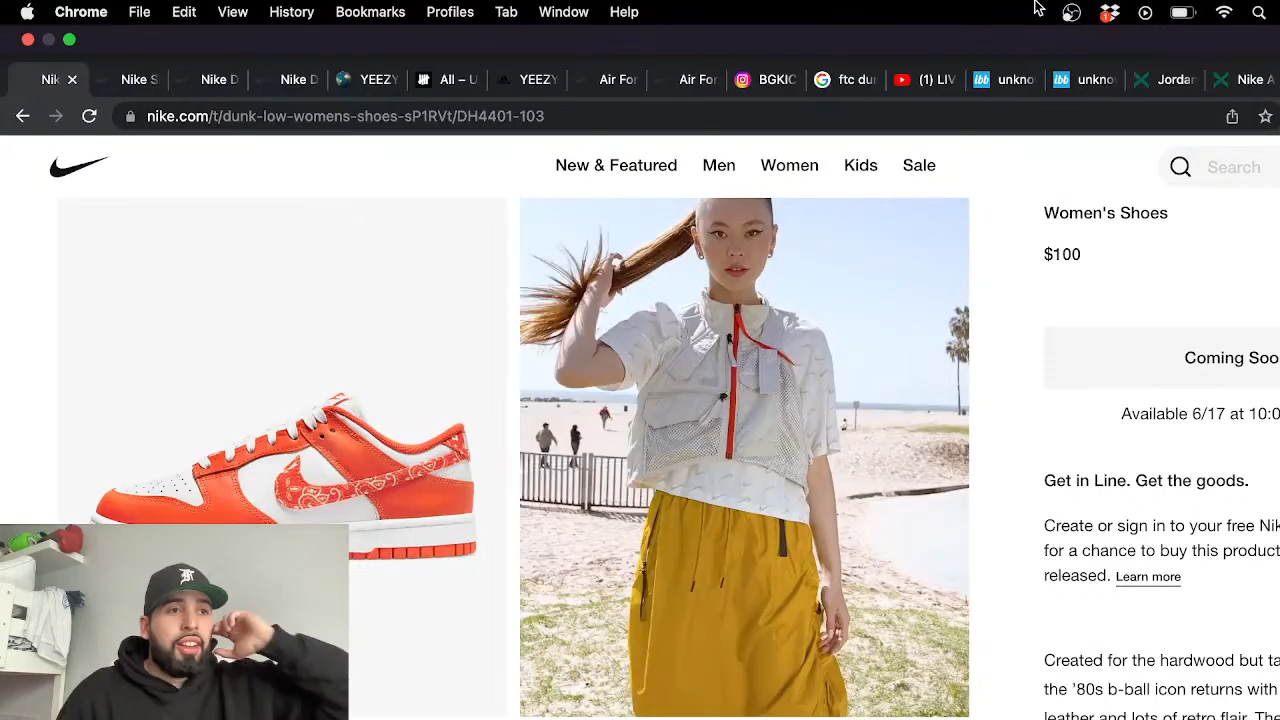 Chrome File Edit View History Bookmarks Profiles Tab Window Help
1
Nik Nike S Nike D Nike D YEEZY All – U YEEZY Air For Air For BGKIC ftc du (1) LIV unkno unkno Jordan Nike A
nike.com/t/dunk-low-womens-shoes-sP1RVt/DH4401-103
New & Featured Men Women Kids Sale Search
Women's Shoes
$100
Coming Soo
Available 6/17 at 10:0
Get in Line. Get the goods.
Create or sign in to your free Nik
for a chance to buy this product
released. Learn more
Created for the hardwood but ta
the '80s b-ball icon returns with
leather and lots of retro flair. The